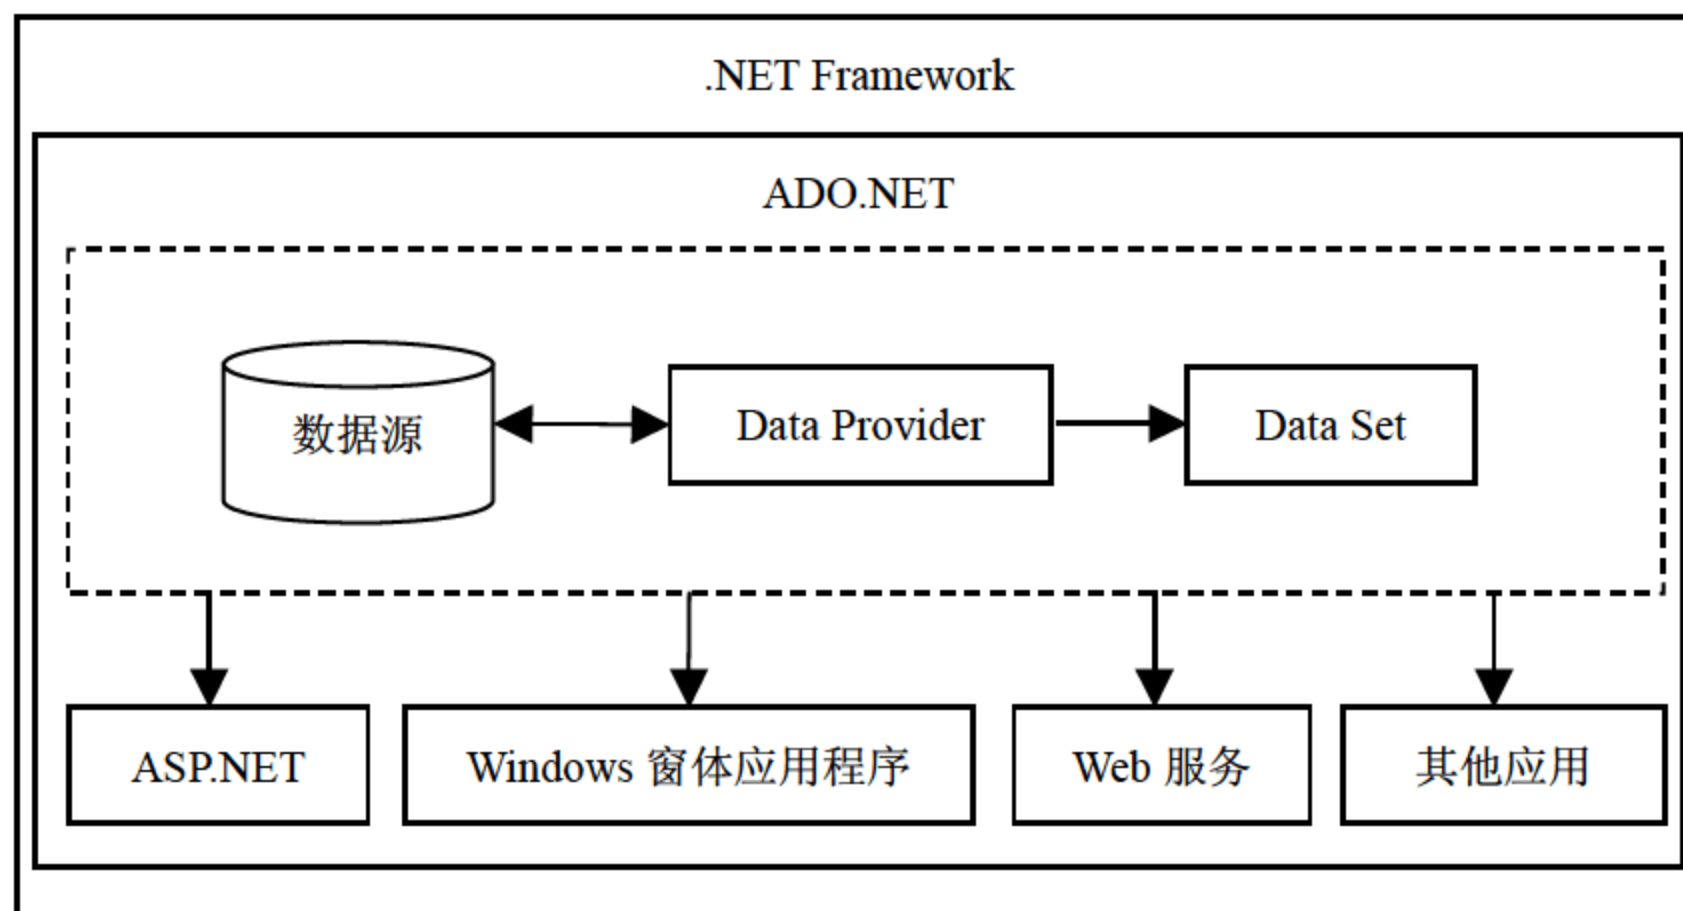 .NET Framework
ADO.NET
数据源
Data Provider
Data Set
ASP.NET
Windows 窗体应用程序
Web 服务
其他应用